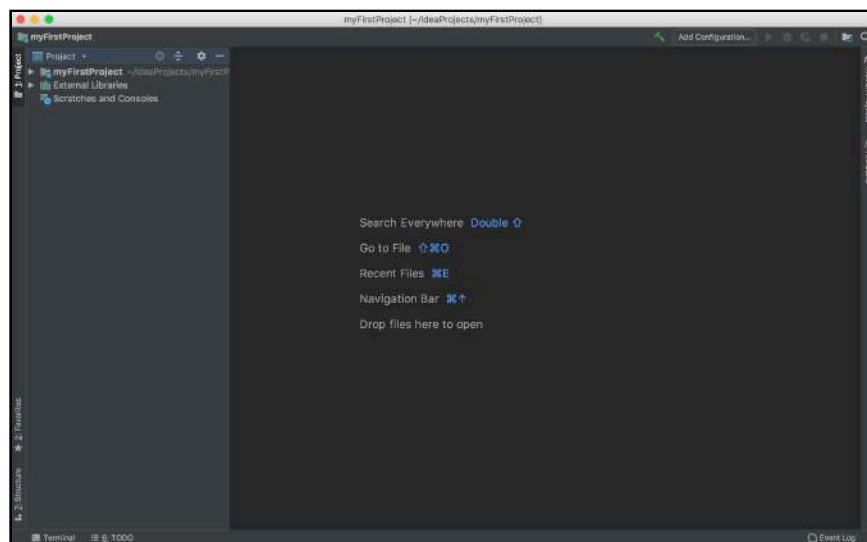 myFirstProject [~/IdeaProjects/myFirstProject]
myFirstProject
Add Configuration...
Project
1: Project
myFirstProject ~/IdeaProjects/myFirstP
External Libraries
Scratches and Consoles
Search Everywhere Double ⇧
Go to File ⇧⌘O
Recent Files ⌘E
Navigation Bar ⌘↑
Drop files here to open
2: Favorites
Z: Structure
Terminal
6: TODO
Event Log